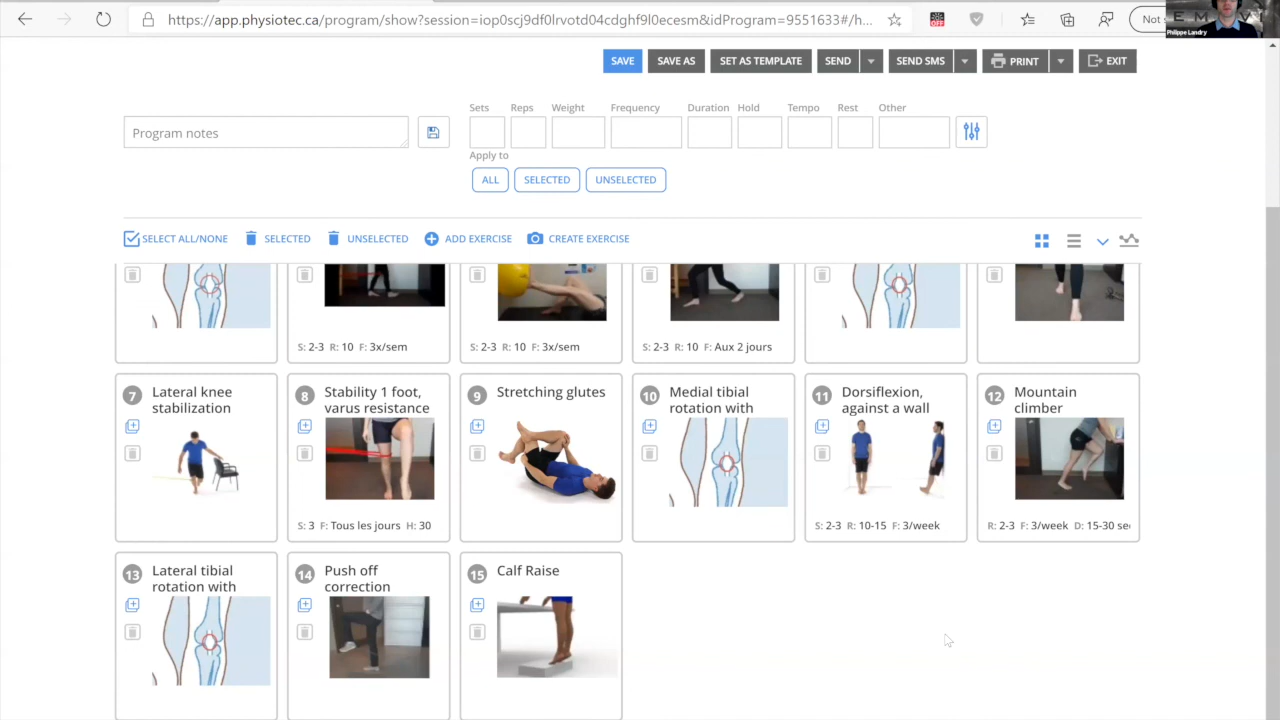 https://app.physiotec.ca/program/show?session=iop0scj9df0lrvotd04cdghf9l0ecesm&idProgram=9551633#/h...
Not s
Philippe Landry
SAVE
SAVE AS
SET AS TEMPLATE
SEND
SEND SMS
PRINT
EXIT
Program notes
Sets Reps Weight Frequency Duration Hold Tempo Rest Other
Apply to
ALL
SELECTED
UNSELECTED
SELECT ALL/NONE
SELECTED
UNSELECTED
ADD EXERCISE
CREATE EXERCISE
S: 2-3 R: 10 F: 3x/sem
S: 2-3 R: 10 F: 3x/sem
S: 2-3 R: 10 F: Aux 2 jours
7
Lateral knee
stabilization
8
Stability 1 foot,
varus resistance
S: 3 F: Tous les jours H: 30
9
Stretching glutes
10
Medial tibial
rotation with
11
Dorsiflexion,
against a wall
S: 2-3 R: 10-15 F: 3/week
12
Mountain
climber
R: 2-3 F: 3/week D: 15-30 sec
13
Lateral tibial
rotation with
14
Push off
correction
15
Calf Raise